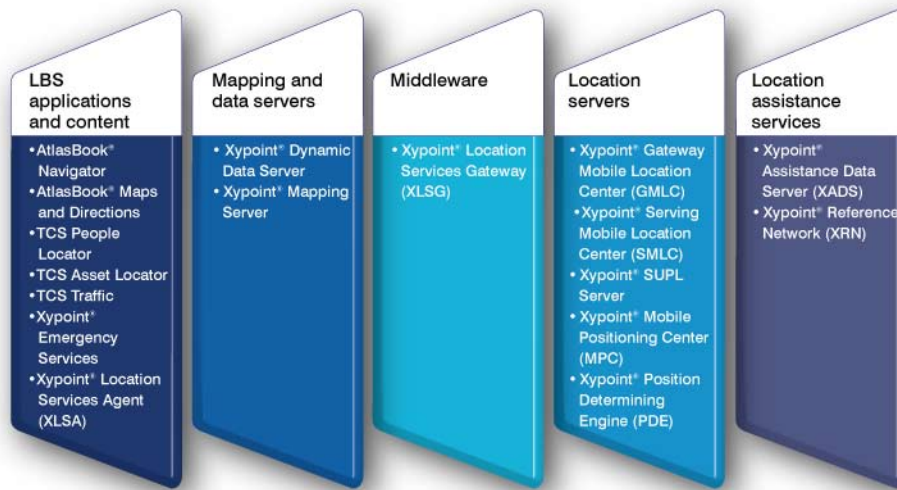 LBS
applications
and content
• AtlasBook®
Navigator
• AtlasBook® Maps
and Directions
• TCS People
Locator
• TCS Asset Locator
• TCS Traffic
• Xypoint®
Emergency
Services
• Xypoint® Location
Services Agent
(XLSA)
Mapping and
data servers
• Xypoint® Dynamic
Data Server
• Xypoint® Mapping
Server
Middleware
• Xypoint® Location
Services Gateway
(XLSG)
Location
servers
• Xypoint® Gateway
Mobile Location
Center (GMLC)
• Xypoint® Serving
Mobile Location
Center (SMLC)
• Xypoint® SUPL
Server
• Xypoint® Mobile
Positioning Center
(MPC)
• Xypoint® Position
Determining
Engine (PDE)
Location
assistance
services
• Xypoint®
Assistance Data
Server (XADS)
• Xypoint® Reference
Network (XRN)